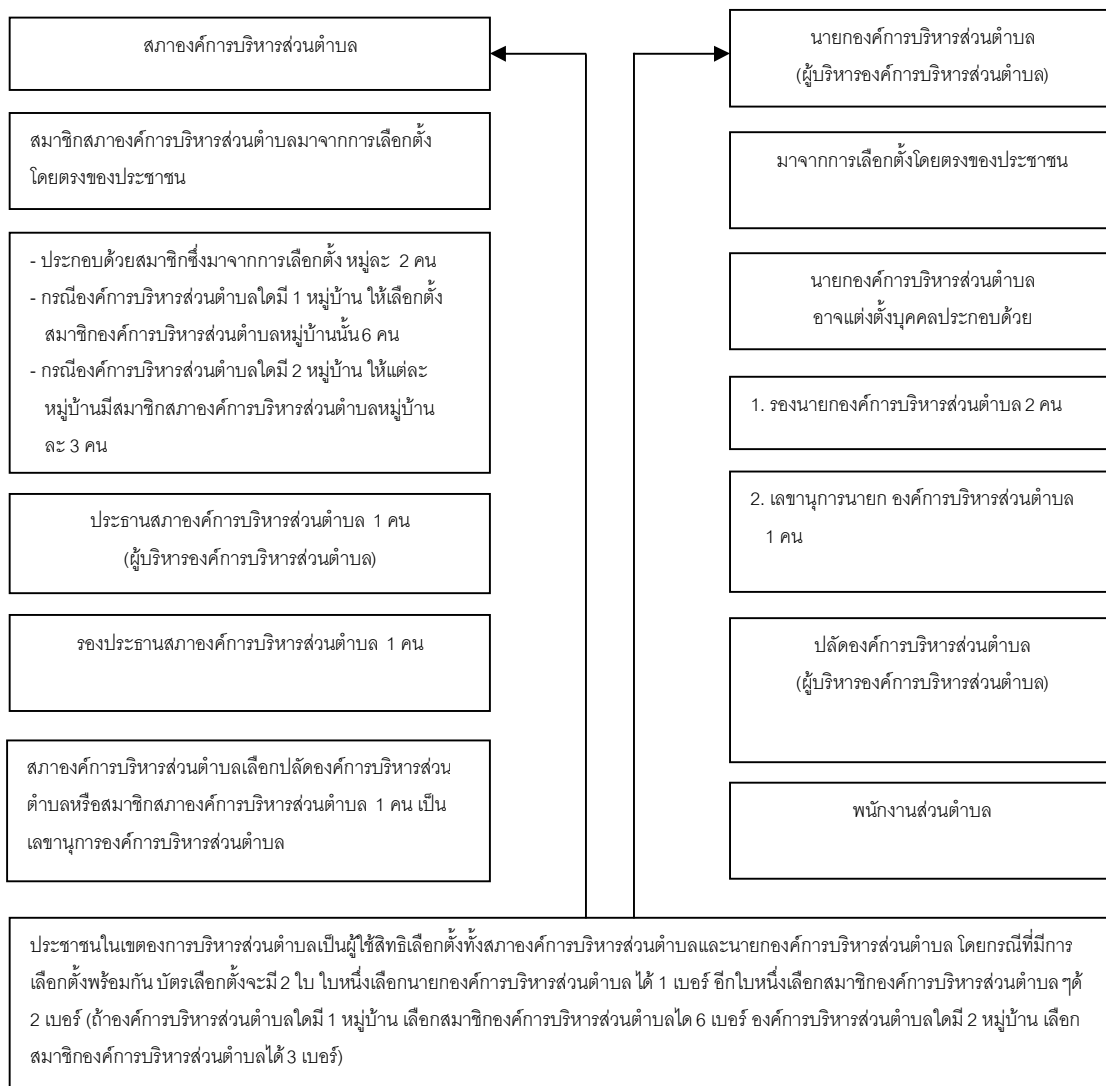 สภาองค์การบริหารส่วนตำบล
สมาชิกสภาองค์การบริหารส่วนตำบลมาจากการเลือกตั้ง
โดยตรงของประชาชน
- ประกอบด้วยสมาชิกซึ่งมาจากการเลือกตั้ง หมู่ละ 2 คน
- กรณีองค์การบริหารส่วนตำบลใดมี 1 หมู่บ้าน ให้เลือกตั้ง
สมาชิกองค์การบริหารส่วนตำบลหมู่บ้านนั้น 6 คน
- กรณีองค์การบริหารส่วนตำบลใดมี 2 หมู่บ้าน ให้แต่ละ
หมู่บ้านมีสมาชิกสภาองค์การบริหารส่วนตำบลหมู่บ้าน
ละ 3 คน
ประธานสภาองค์การบริหารส่วนตำบล 1 คน
(ผู้บริหารองค์การบริหารส่วนตำบล)
รองประธานสภาองค์การบริหารส่วนตำบล 1 คน
สภาองค์การบริหารส่วนตำบลเลือกปลัดองค์การบริหารส่วน
ตำบลหรือสมาชิกสภาองค์การบริหารส่วนตำบล 1 คน เป็น
เลขานุการองค์การบริหารส่วนตำบล
นายกองค์การบริหารส่วนตำบล
(ผู้บริหารองค์การบริหารส่วนตำบล)
มาจากการเลือกตั้งโดยตรงของประชาชน
นายกองค์การบริหารส่วนตำบล
อาจแต่งตั้งบุคคลประกอบด้วย
1. รองนายกองค์การบริหารส่วนตำบล 2 คน
2. เลขานุการนายก องค์การบริหารส่วนตำบล
1 คน
ปลัดองค์การบริหารส่วนตำบล
(ผู้บริหารองค์การบริหารส่วนตำบล)
พนักงานส่วนตำบล
ประชาชนในเขตองการบริหารส่วนตำบลเป็นผู้ใช้สิทธิเลือกตั้งทั้งสภาองค์การบริหารส่วนตำบลและนายกองค์การบริหารส่วนตำบล โดยกรณีที่มีการ
เลือกตั้งพร้อมกัน บัตรเลือกตั้งจะมี 2 ใบ ใบหนึ่งเลือกนายกองค์การบริหารส่วนตำบล ได้ 1 เบอร์ อีกใบหนึ่งเลือกสมาชิกองค์การบริหารส่วนตำบล ๆด้
2 เบอร์ (ถ้าองค์การบริหารส่วนตำบลใดมี 1 หมู่บ้าน เลือกสมาชิกองค์การบริหารส่วนตำบลได 6 เบอร์ องค์การบริหารส่วนตำบลใดมี 2 หมู่บ้าน เลือก
สมาชิกองค์การบริหารส่วนตำบลได้ 3 เบอร์)